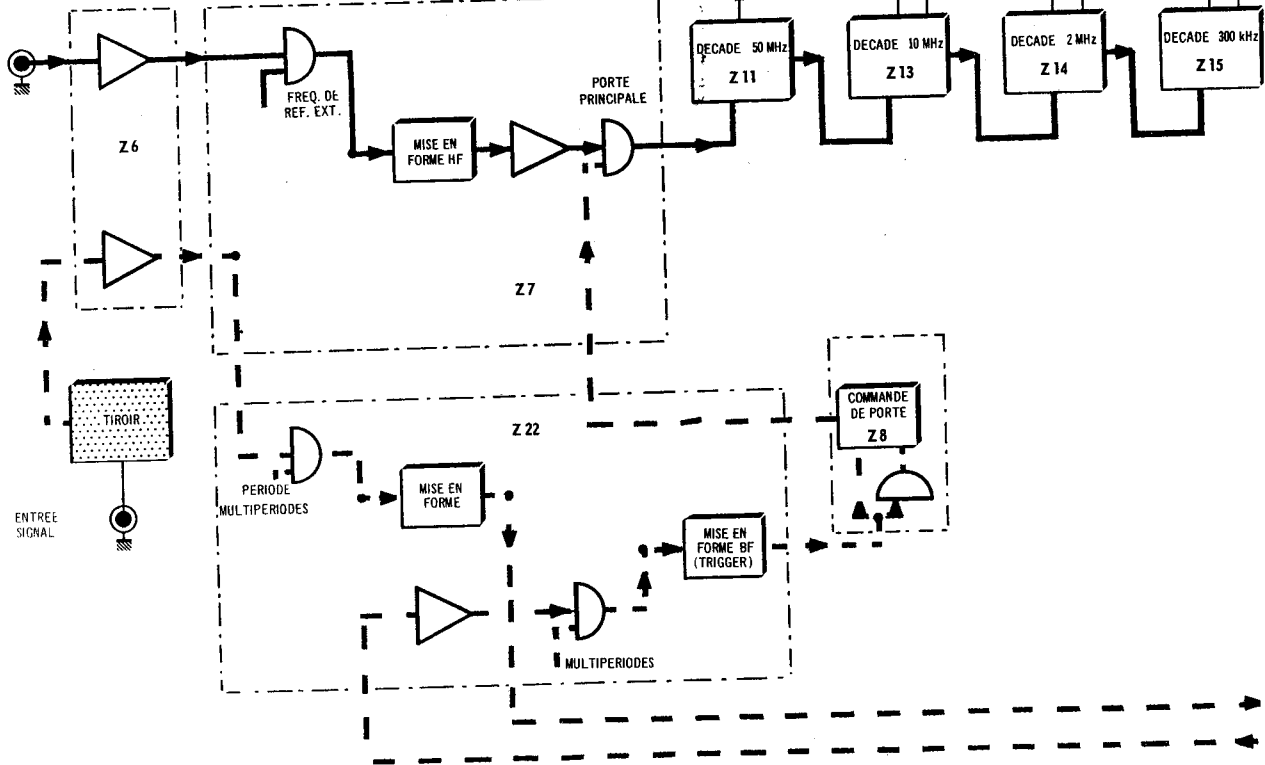 DECADE 50 MHz
Z 11
DECADE 10 MHz
Z 13
DECADE 2 MHz
Z 14
DECADE 300 kHz
Z 15
FREQ. DE
REF. EXT.
PORTE
PRINCIPALE
Z 6
MISE EN
FORME HF
Z 7
TIROIR
ENTREE
SIGNAL
Z 22
PERIODE
MULTIPERIODES
MISE EN
FORME
COMMANDE
DE PORTE
Z 8
MISE EN
FORME BF
(TRIGGER)
MULTIPERIODES